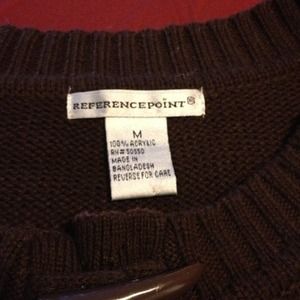 REFERENCEPOINT®
M
100% ACRYLIC
RN# 50550
MADE IN
BANGLADESH
REVERSE FOR CARE